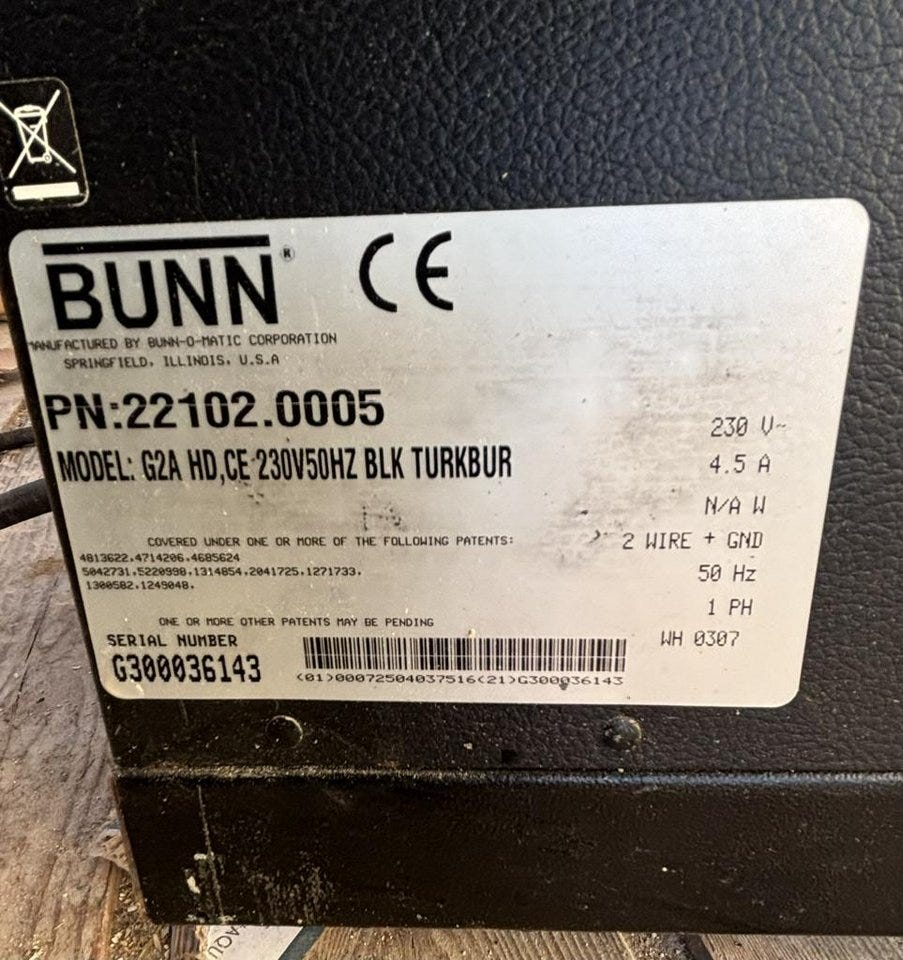 BUNN® CE
MANUFACTURED BY BUNN-O-MATIC CORPORATION
SPRINGFIELD, ILLINOIS, U.S.A
PN:22102.0005
MODEL: G2A HD,CE 230V50HZ BLK TURKBUR
230 V~
4.5 A
N/A W
2 WIRE + GND
50 Hz
1 PH
WH 0307
COVERED UNDER ONE OR MORE OF THE FOLLOWING PATENTS:
4813622,4714206,4685624
5042731,5220998,1314854,2041725,1271733,
1300582,1249048,
ONE OR MORE OTHER PATENTS MAY BE PENDING
SERIAL NUMBER
G300036143
(01)00072504037516(21)G300036143